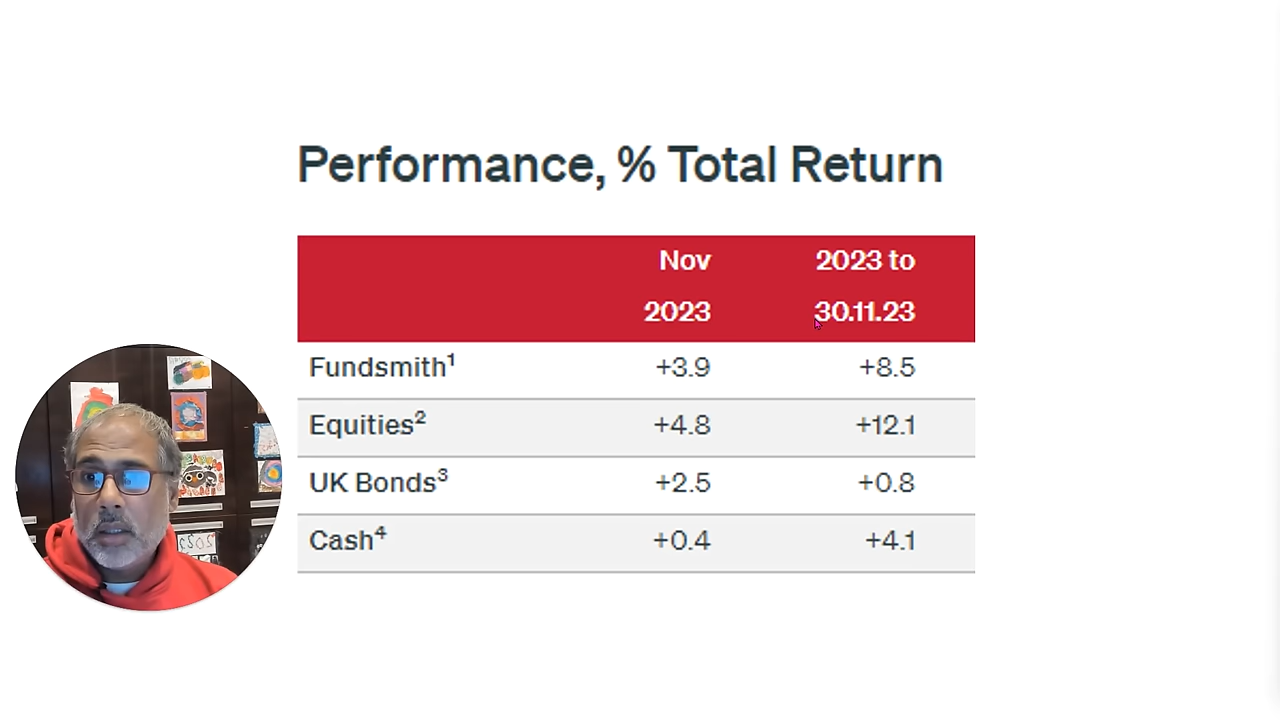 Performance, % Total Return
Nov 2023 to
2023 30.11.23
Fundsmith¹ +3.9 +8.5
Equities² +4.8 +12.1
UK Bonds³ +2.5 +0.8
Cash⁴ +0.4 +4.1